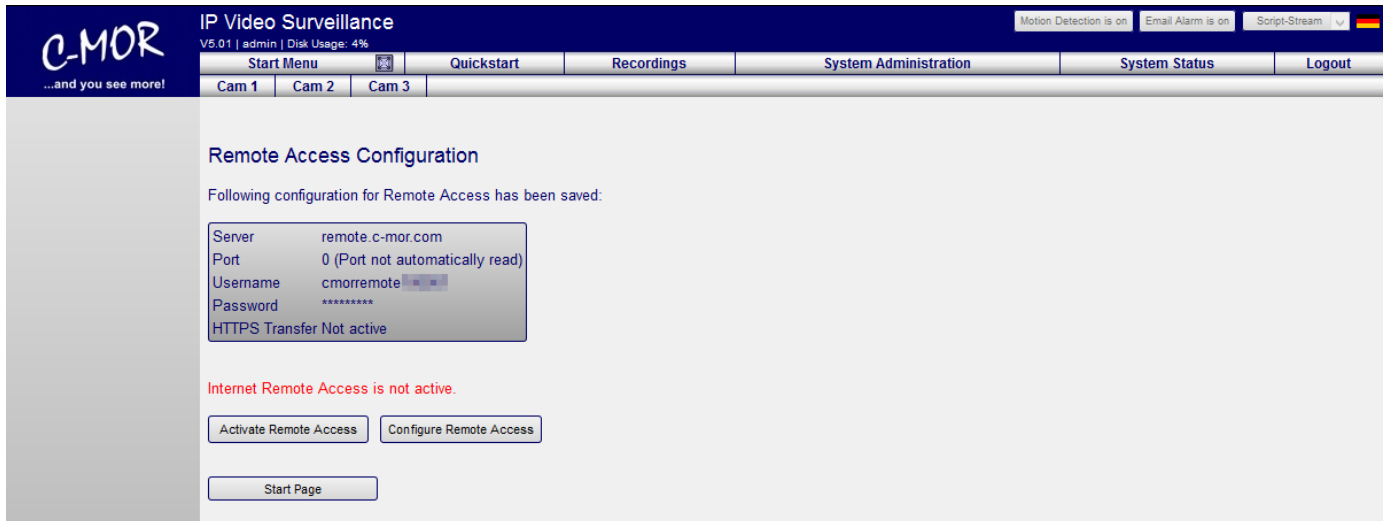 C-MOR
...and you see more!
IP Video Surveillance
V5.01 | admin | Disk Usage: 4%
Motion Detection is on Email Alarm is on Script-Stream
Start Menu Quickstart Recordings System Administration System Status Logout
Cam 1 Cam 2 Cam 3
Remote Access Configuration
Following configuration for Remote Access has been saved:
Server remote.c-mor.com
Port 0 (Port not automatically read)
Username cmorremote
Password *********
HTTPS Transfer Not active
Internet Remote Access is not active.
Activate Remote Access Configure Remote Access
Start Page